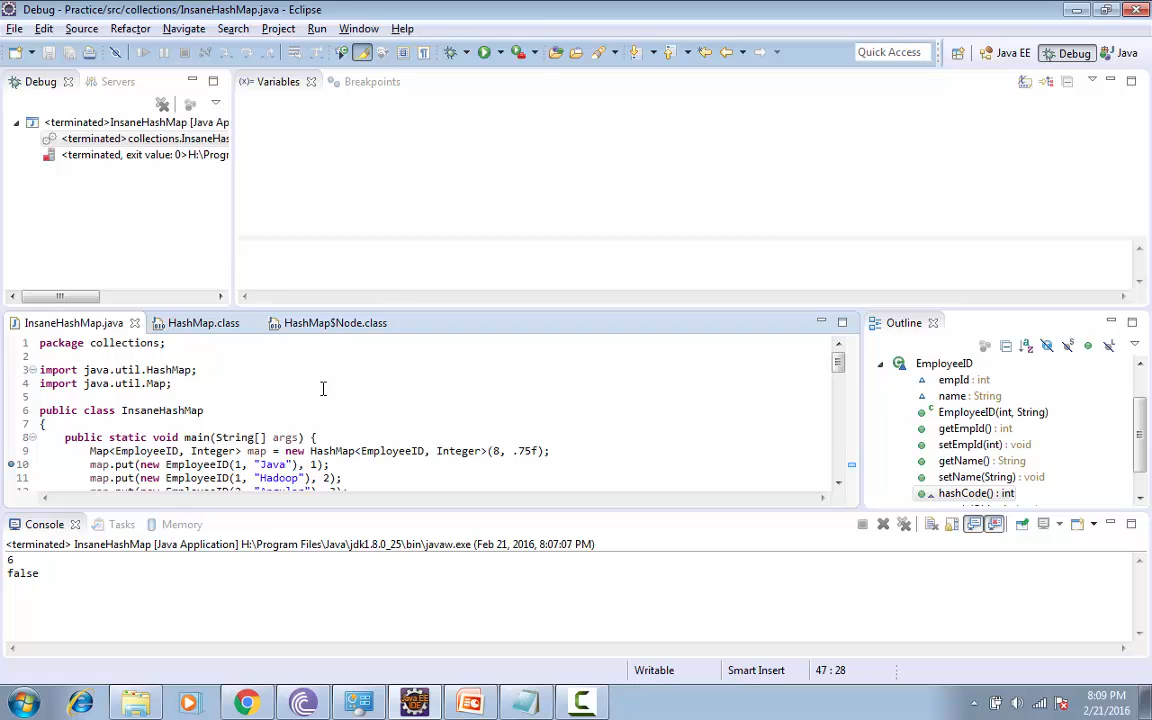 Debug - Practice/src/collections/InsaneHashMap.java - Eclipse
File Edit Source Refactor Navigate Search Project Run Window Help
Quick Access Java EE Debug Java
Debug Servers
(x)= Variables Breakpoints
<terminated>InsaneHashMap [Java Ap
<terminated>collections.InsaneHas
<terminated, exit value: 0>H:\Progr
InsaneHashMap.java HashMap.class HashMap$Node.class
1 package collections;
2
3 import java.util.HashMap;
4 import java.util.Map;
5
6 public class InsaneHashMap
7 {
8 public static void main(String[] args) {
9 Map<EmployeeID, Integer> map = new HashMap<EmployeeID, Integer>(8, .75f);
10 map.put(new EmployeeID(1, "Java"), 1);
11 map.put(new EmployeeID(1, "Hadoop"), 2);
Outline
EmployeeID
empId : int
name : String
EmployeeID(int, String)
getEmpId() : int
setEmpId(int) : void
getName() : String
setName(String) : void
hashCode() : int
Console Tasks Memory
<terminated> InsaneHashMap [Java Application] H:\Program Files\Java\jdk1.8.0_25\bin\javaw.exe (Feb 21, 2016, 8:07:07 PM)
6
false
Writable Smart Insert 47 : 28
8:09 PM
2/21/2016